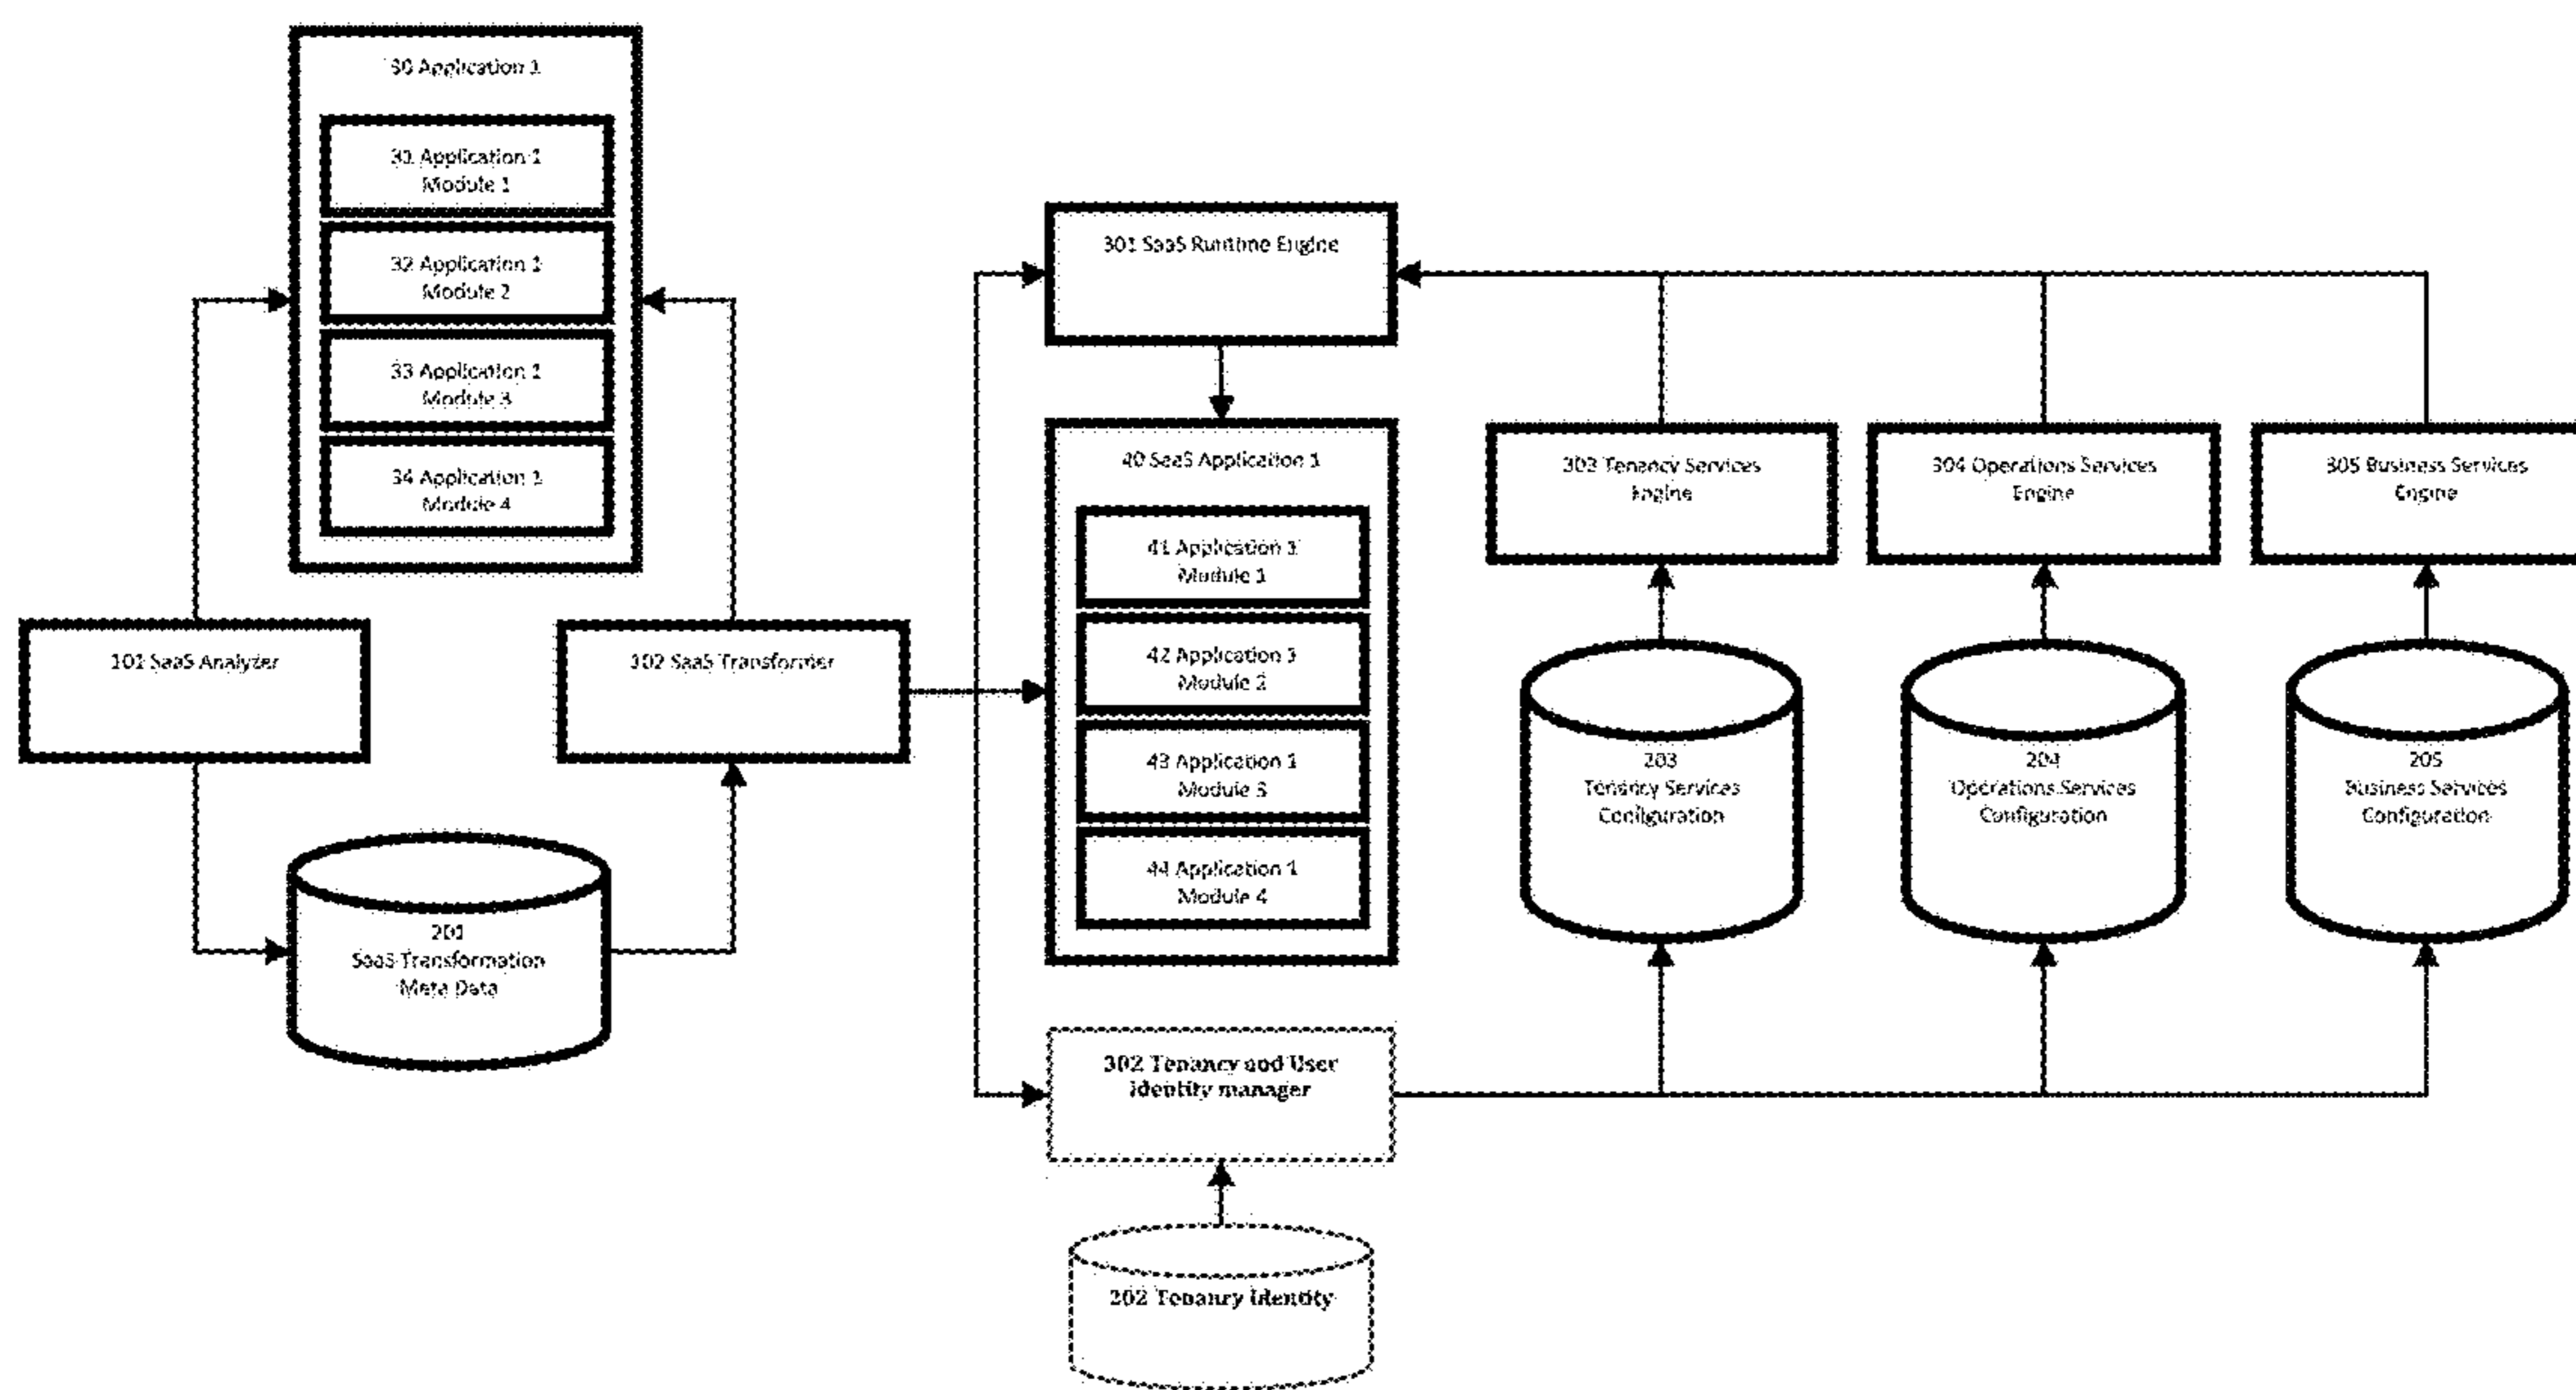 30 Application 1
31 Application 1
Module 1
32 Application 1
Module 2
33 Application 1
Module 3
34 Application 1
Module 4
101 SaaS Analyzer
102 SaaS Transformer
201
SaaS Transformation
Meta Data
301 SaaS Runtime Engine
40 SaaS Application 1
41 Application 1
Module 1
42 Application 1
Module 2
43 Application 1
Module 3
44 Application 1
Module 4
302 Tenancy and User
Identity manager
202 Tenancy Identity
303 Tenancy Services
Engine
304 Operations Services
Engine
305 Business Services
Engine
203
Tenancy Services
Configuration
204
Operations Services
Configuration
205
Business Services
Configuration